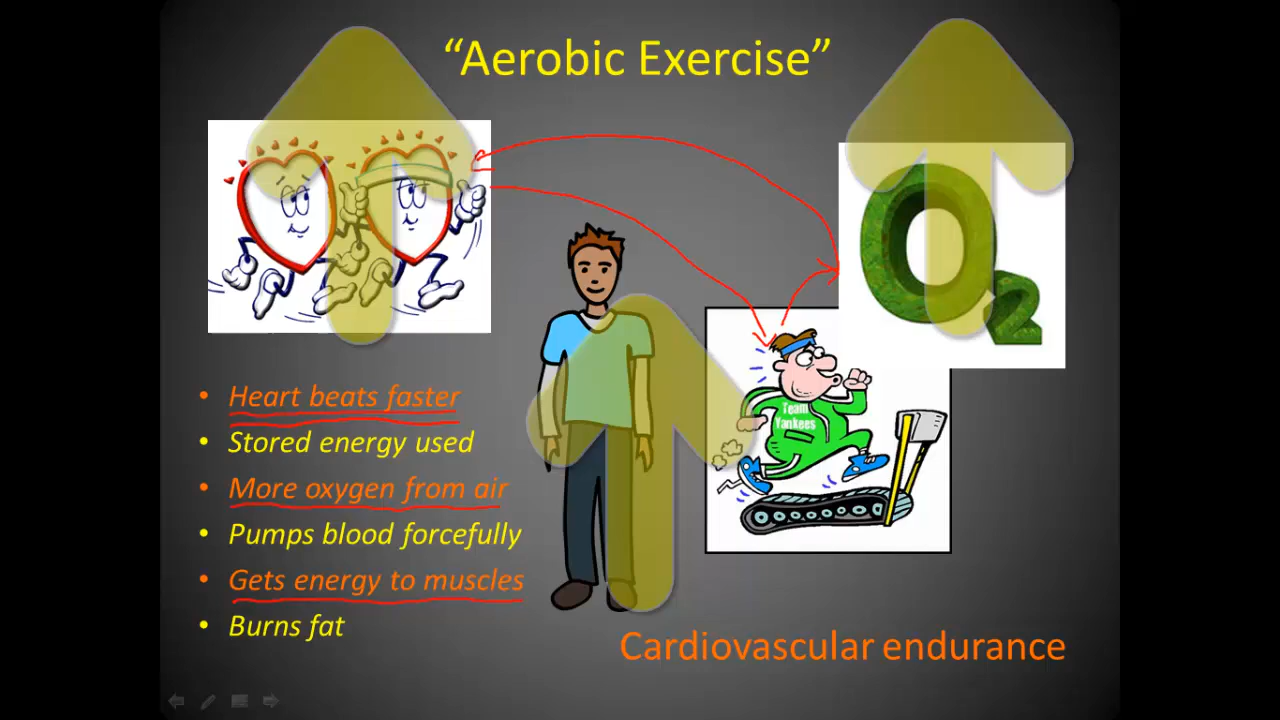 “Aerobic Exercise”
O2
Team
Yankees
• Heart beats faster
• Stored energy used
• More oxygen from air
• Pumps blood forcefully
• Gets energy to muscles
• Burns fat
Cardiovascular endurance